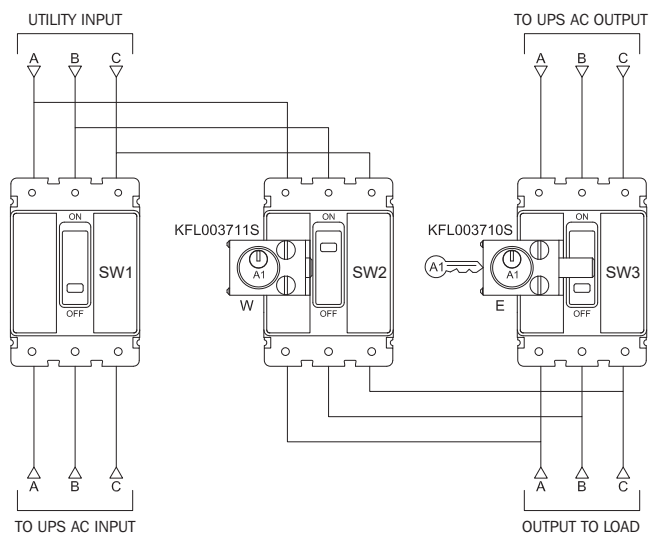 UTILITY INPUT
TO UPS AC OUTPUT
A B C
A B C
ON
OFF
SW1
KFL003711S
A1
W
ON
OFF
SW2
KFL003710S
A1
A1
E
ON
OFF
SW3
A B C
A B C
TO UPS AC INPUT
OUTPUT TO LOAD